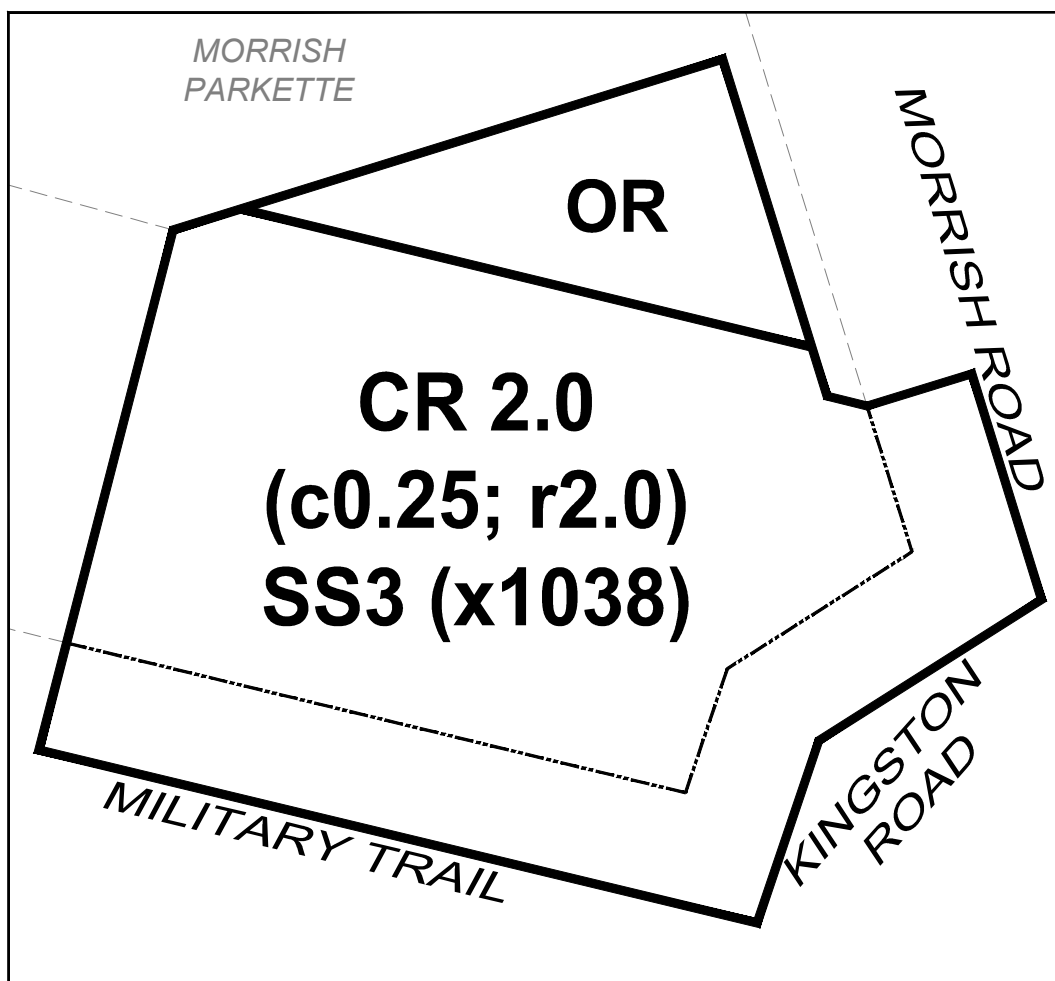 MORRISH
PARKETTE
OR
MORRISH ROAD
CR 2.0
(c0.25; r2.0)
SS3 (x1038)
KINGSTON
ROAD
MILITARY TRAIL